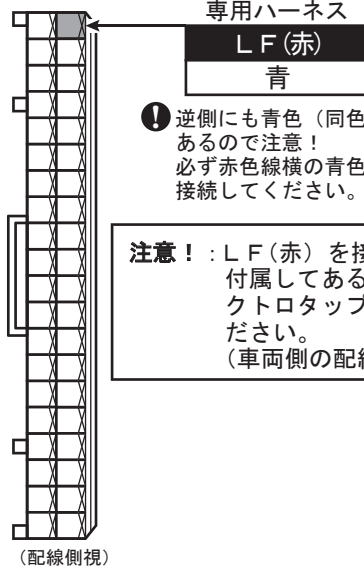 専用ハーネス
ＬＦ(赤)
青
逆側にも青色（同色
あるので注意！
必ず赤色線横の青色
接続してください。
注意！：ＬＦ(赤）を接
付属してある
クトロタップ
ださい。
（車両側の配線
（配線側視）